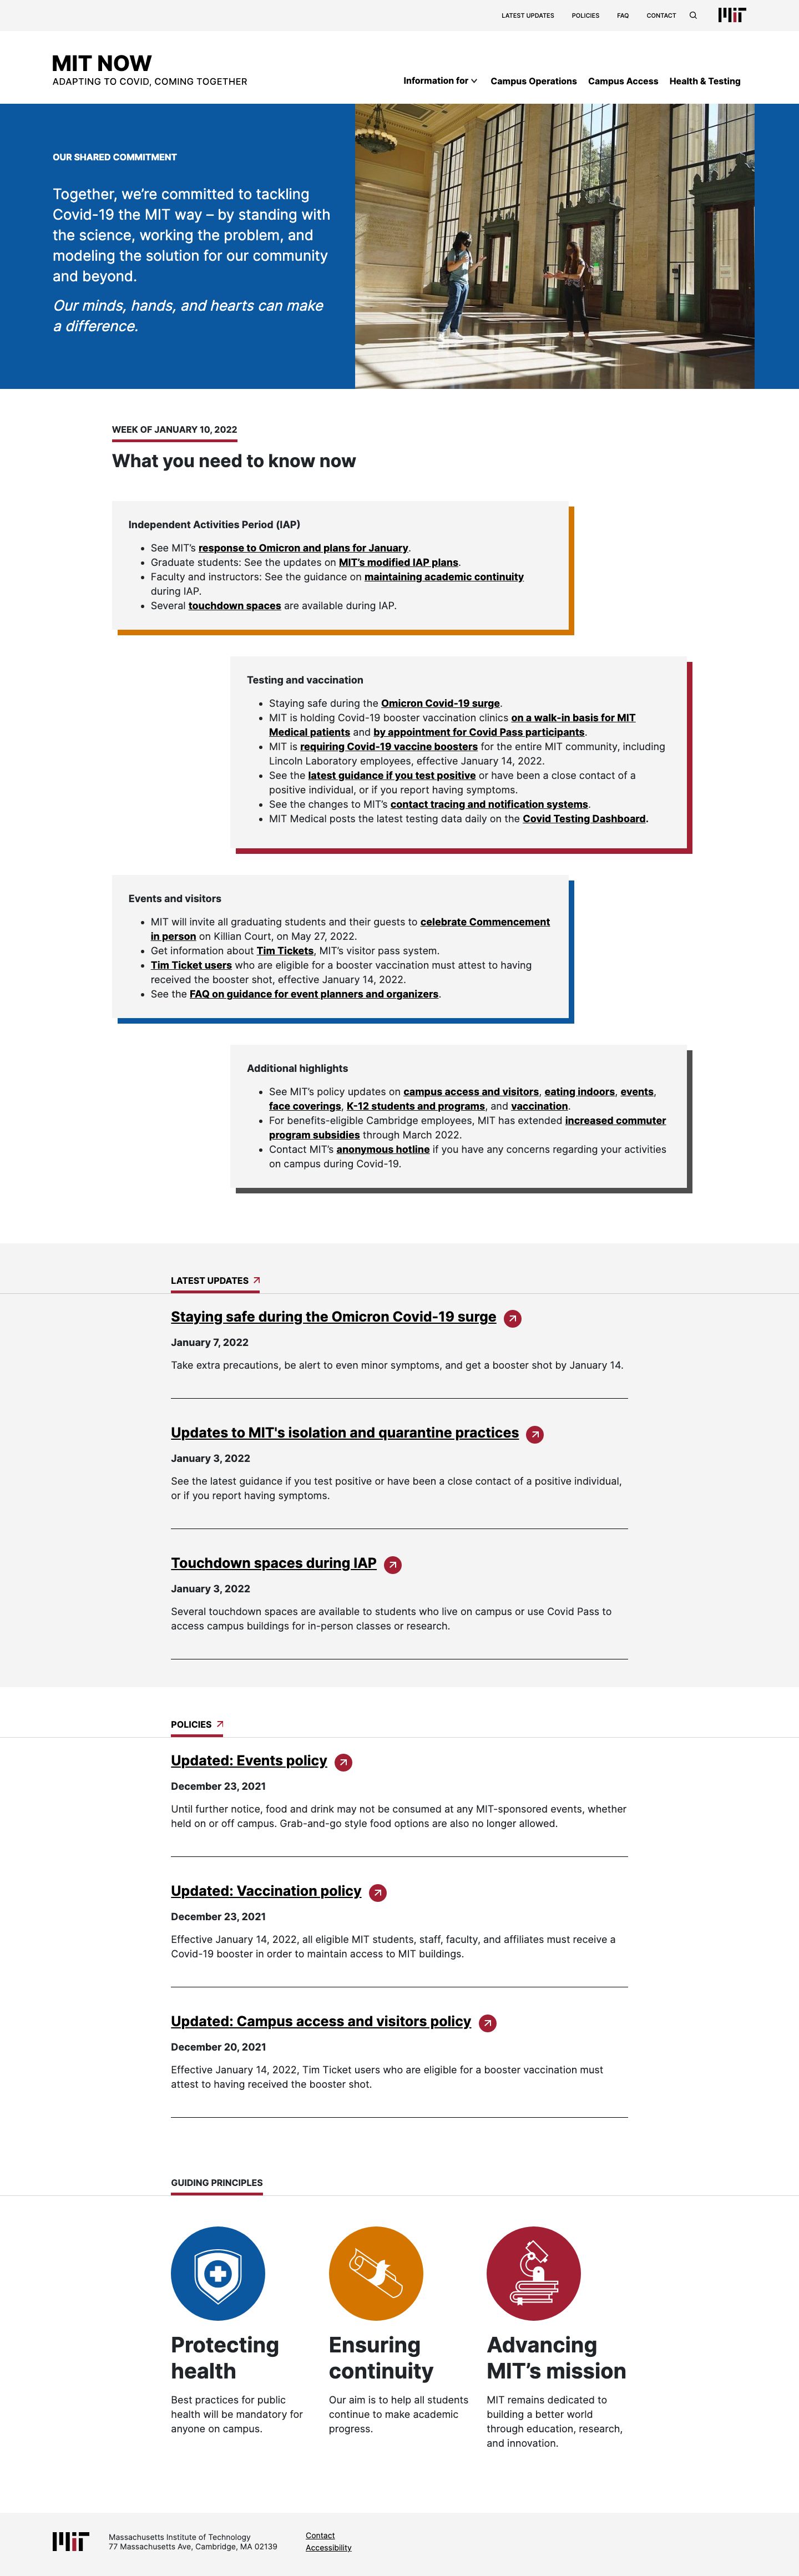 LATEST UPDATES POLICIES FAQ CONTACT MIT
MIT NOW
ADAPTING TO COVID, COMING TOGETHER
Information for Campus Operations Campus Access Health & Testing
OUR SHARED COMMITMENT
Together, we’re committed to tackling
Covid-19 the MIT way – by standing with
the science, working the problem, and
modeling the solution for our community
and beyond.
Our minds, hands, and hearts can make
a difference.
WEEK OF JANUARY 10, 2022
What you need to know now
Independent Activities Period (IAP)
• See MIT’s response to Omicron and plans for January.
• Graduate students: See the updates on MIT’s modified IAP plans.
• Faculty and instructors: See the guidance on maintaining academic continuity
during IAP.
• Several touchdown spaces are available during IAP.
Testing and vaccination
• Staying safe during the Omicron Covid-19 surge.
• MIT is holding Covid-19 booster vaccination clinics on a walk-in basis for MIT
Medical patients and by appointment for Covid Pass participants.
• MIT is requiring Covid-19 vaccine boosters for the entire MIT community, including
Lincoln Laboratory employees, effective January 14, 2022.
• See the latest guidance if you test positive or have been a close contact of a
positive individual, or if you report having symptoms.
• See the changes to MIT’s contact tracing and notification systems.
• MIT Medical posts the latest testing data daily on the Covid Testing Dashboard.
Events and visitors
• MIT will invite all graduating students and their guests to celebrate Commencement
in person on Killian Court, on May 27, 2022.
• Get information about Tim Tickets, MIT’s visitor pass system.
• Tim Ticket users who are eligible for a booster vaccination must attest to having
received the booster shot, effective January 14, 2022.
• See the FAQ on guidance for event planners and organizers.
Additional highlights
• See MIT’s policy updates on campus access and visitors, eating indoors, events,
face coverings, K-12 students and programs, and vaccination.
• For benefits-eligible Cambridge employees, MIT has extended increased commuter
program subsidies through March 2022.
• Contact MIT’s anonymous hotline if you have any concerns regarding your activities
on campus during Covid-19.
LATEST UPDATES
Staying safe during the Omicron Covid-19 surge
January 7, 2022
Take extra precautions, be alert to even minor symptoms, and get a booster shot by January 14.
Updates to MIT's isolation and quarantine practices
January 3, 2022
See the latest guidance if you test positive or have been a close contact of a positive individual,
or if you report having symptoms.
Touchdown spaces during IAP
January 3, 2022
Several touchdown spaces are available to students who live on campus or use Covid Pass to
access campus buildings for in-person classes or research.
POLICIES
Updated: Events policy
December 23, 2021
Until further notice, food and drink may not be consumed at any MIT-sponsored events, whether
held on or off campus. Grab-and-go style food options are also no longer allowed.
Updated: Vaccination policy
December 23, 2021
Effective January 14, 2022, all eligible MIT students, staff, faculty, and affiliates must receive a
Covid-19 booster in order to maintain access to MIT buildings.
Updated: Campus access and visitors policy
December 20, 2021
Effective January 14, 2022, Tim Ticket users who are eligible for a booster vaccination must
attest to having received the booster shot.
GUIDING PRINCIPLES
Protecting
health
Best practices for public
health will be mandatory for
anyone on campus.
Ensuring
continuity
Our aim is to help all students
continue to make academic
progress.
Advancing
MIT’s mission
MIT remains dedicated to
building a better world
through education, research,
and innovation.
MIT
Massachusetts Institute of Technology
77 Massachusetts Ave, Cambridge, MA 02139
Contact
Accessibility